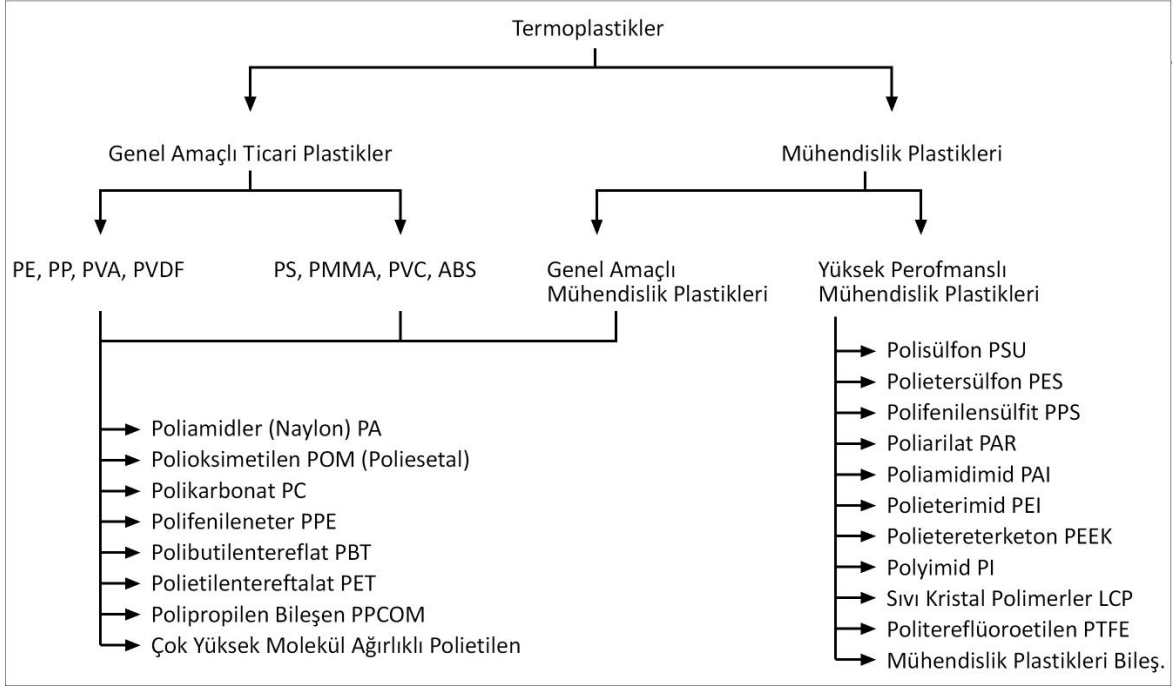 Termoplastikler
Genel Amaçlı Ticari Plastikler
Mühendislik Plastikleri
PE, PP, PVA, PVDF
PS, PMMA, PVC, ABS
Genel Amaçlı
Mühendislik Plastikleri
Yüksek Perofmanslı
Mühendislik Plastikleri
Poliamidler (Naylon) PA
Polioksimetilen POM (Poliesetal)
Polikarbonat PC
Polifenileneter PPE
Polibutilentereflat PBT
Polietilentereftalat PET
Polipropilen Bileşen PPCOM
Çok Yüksek Molekül Ağırlıklı Polietilen
Polisülfon PSU
Polietersülfon PES
Polifenilensülfit PPS
Poliarilat PAR
Poliamidimid PAI
Polieterimid PEI
Polietereterketon PEEK
Polyimid PI
Sıvı Kristal Polimerler LCP
Politereflüoroetilen PTFE
Mühendislik Plastikleri Bileş.